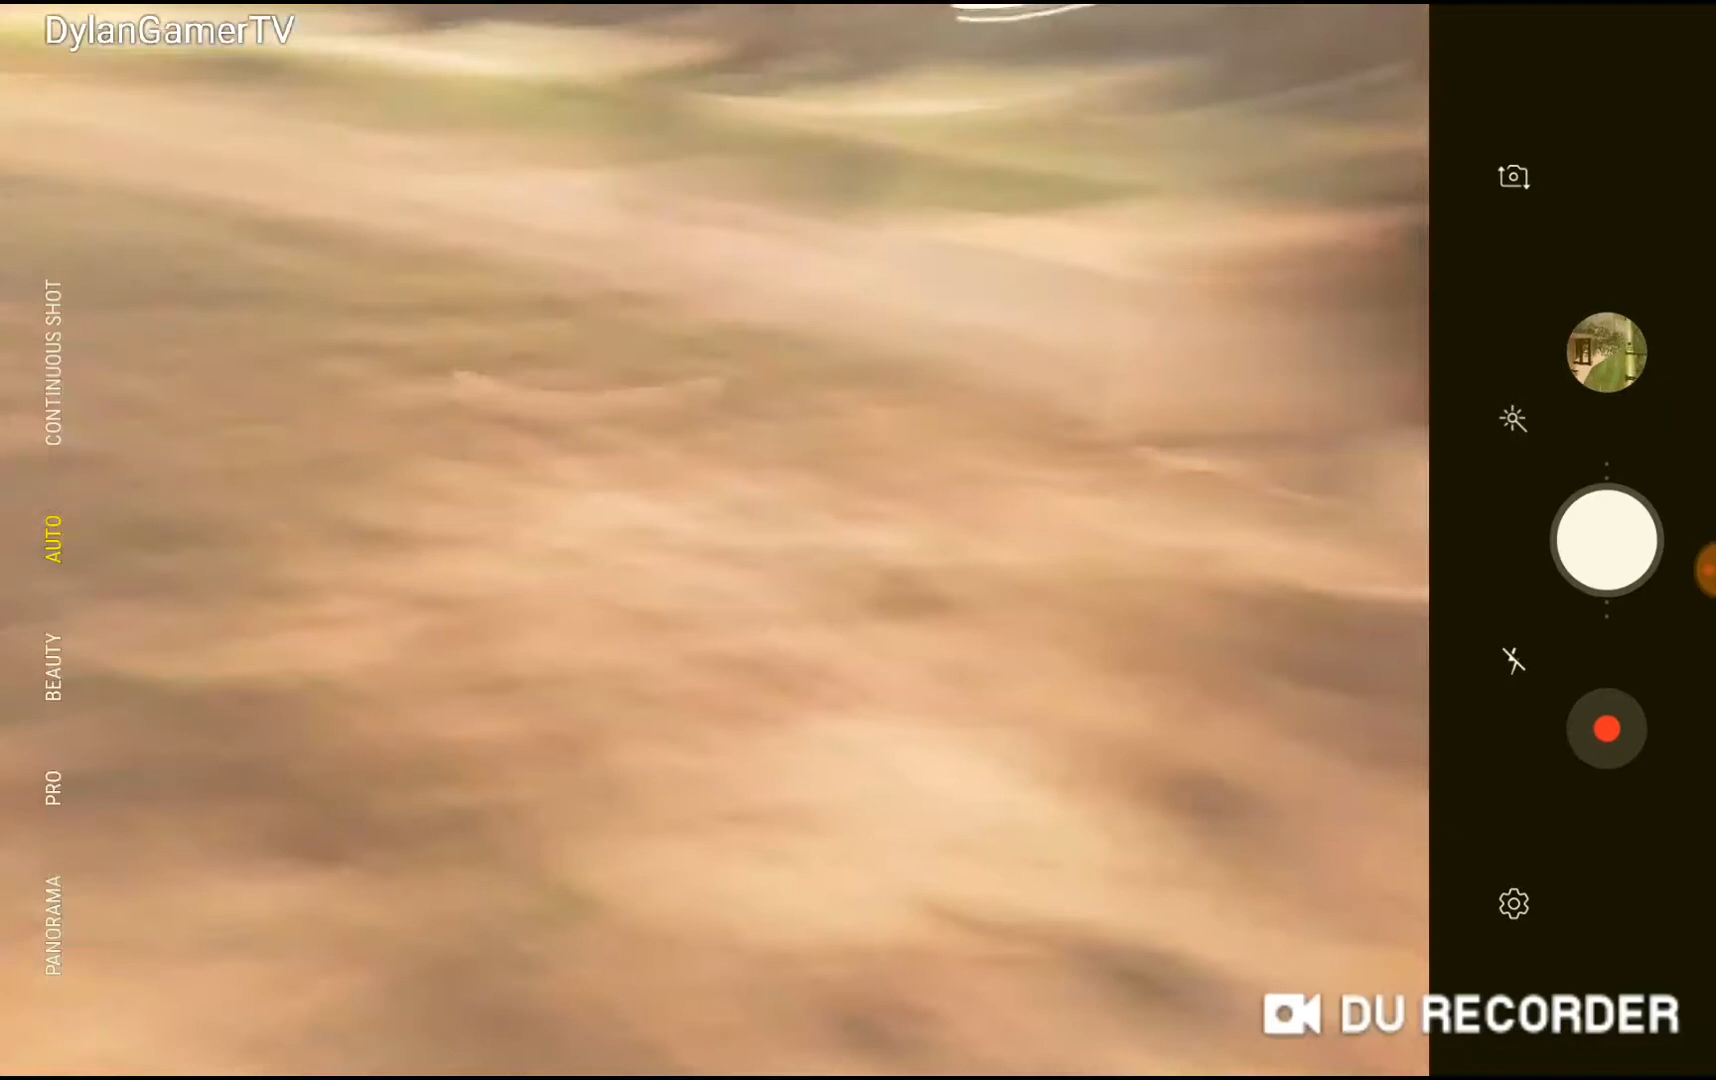 DylanGamerTV
CONTINUOUS SHOT
AUTO
BEAUTY
PRO
PANORAMA
DU RECORDER